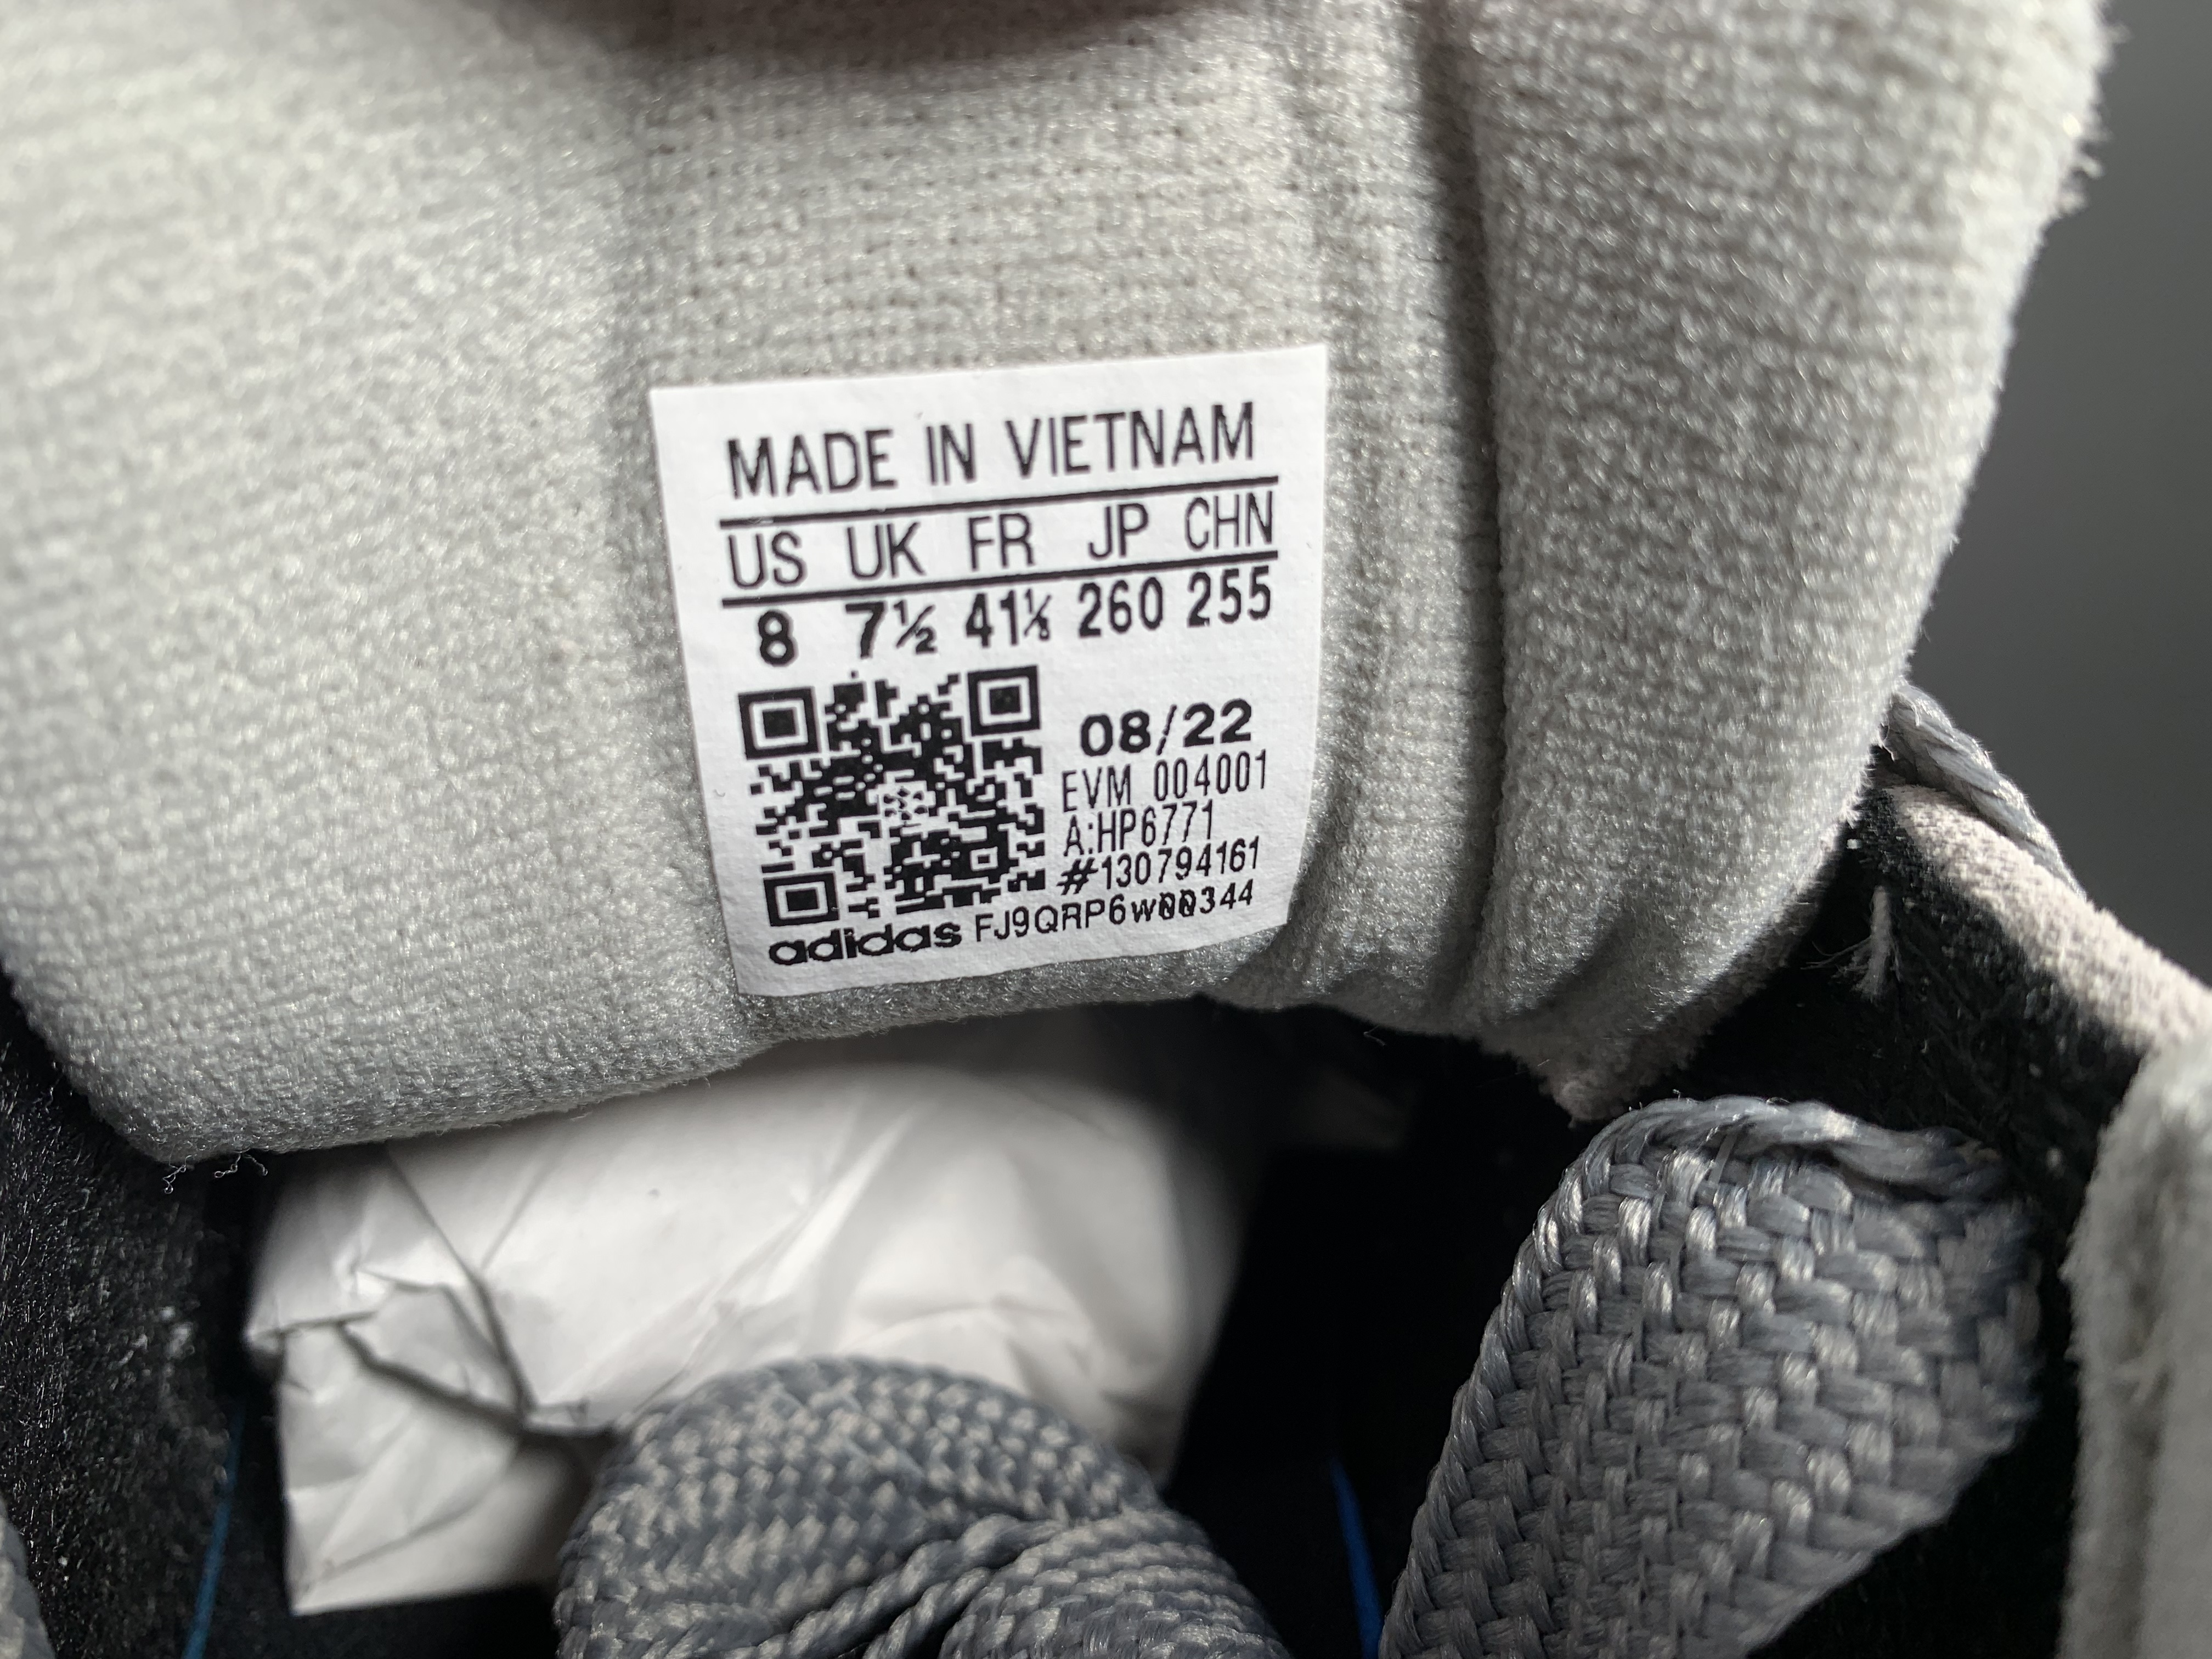 MADE IN VIETNAM
US UK FR JP CHN
8 7½ 41⅓ 260 255
08/22
EVM 004001
A:HP6771
#130794161
adidas FJ9QRP6W00344